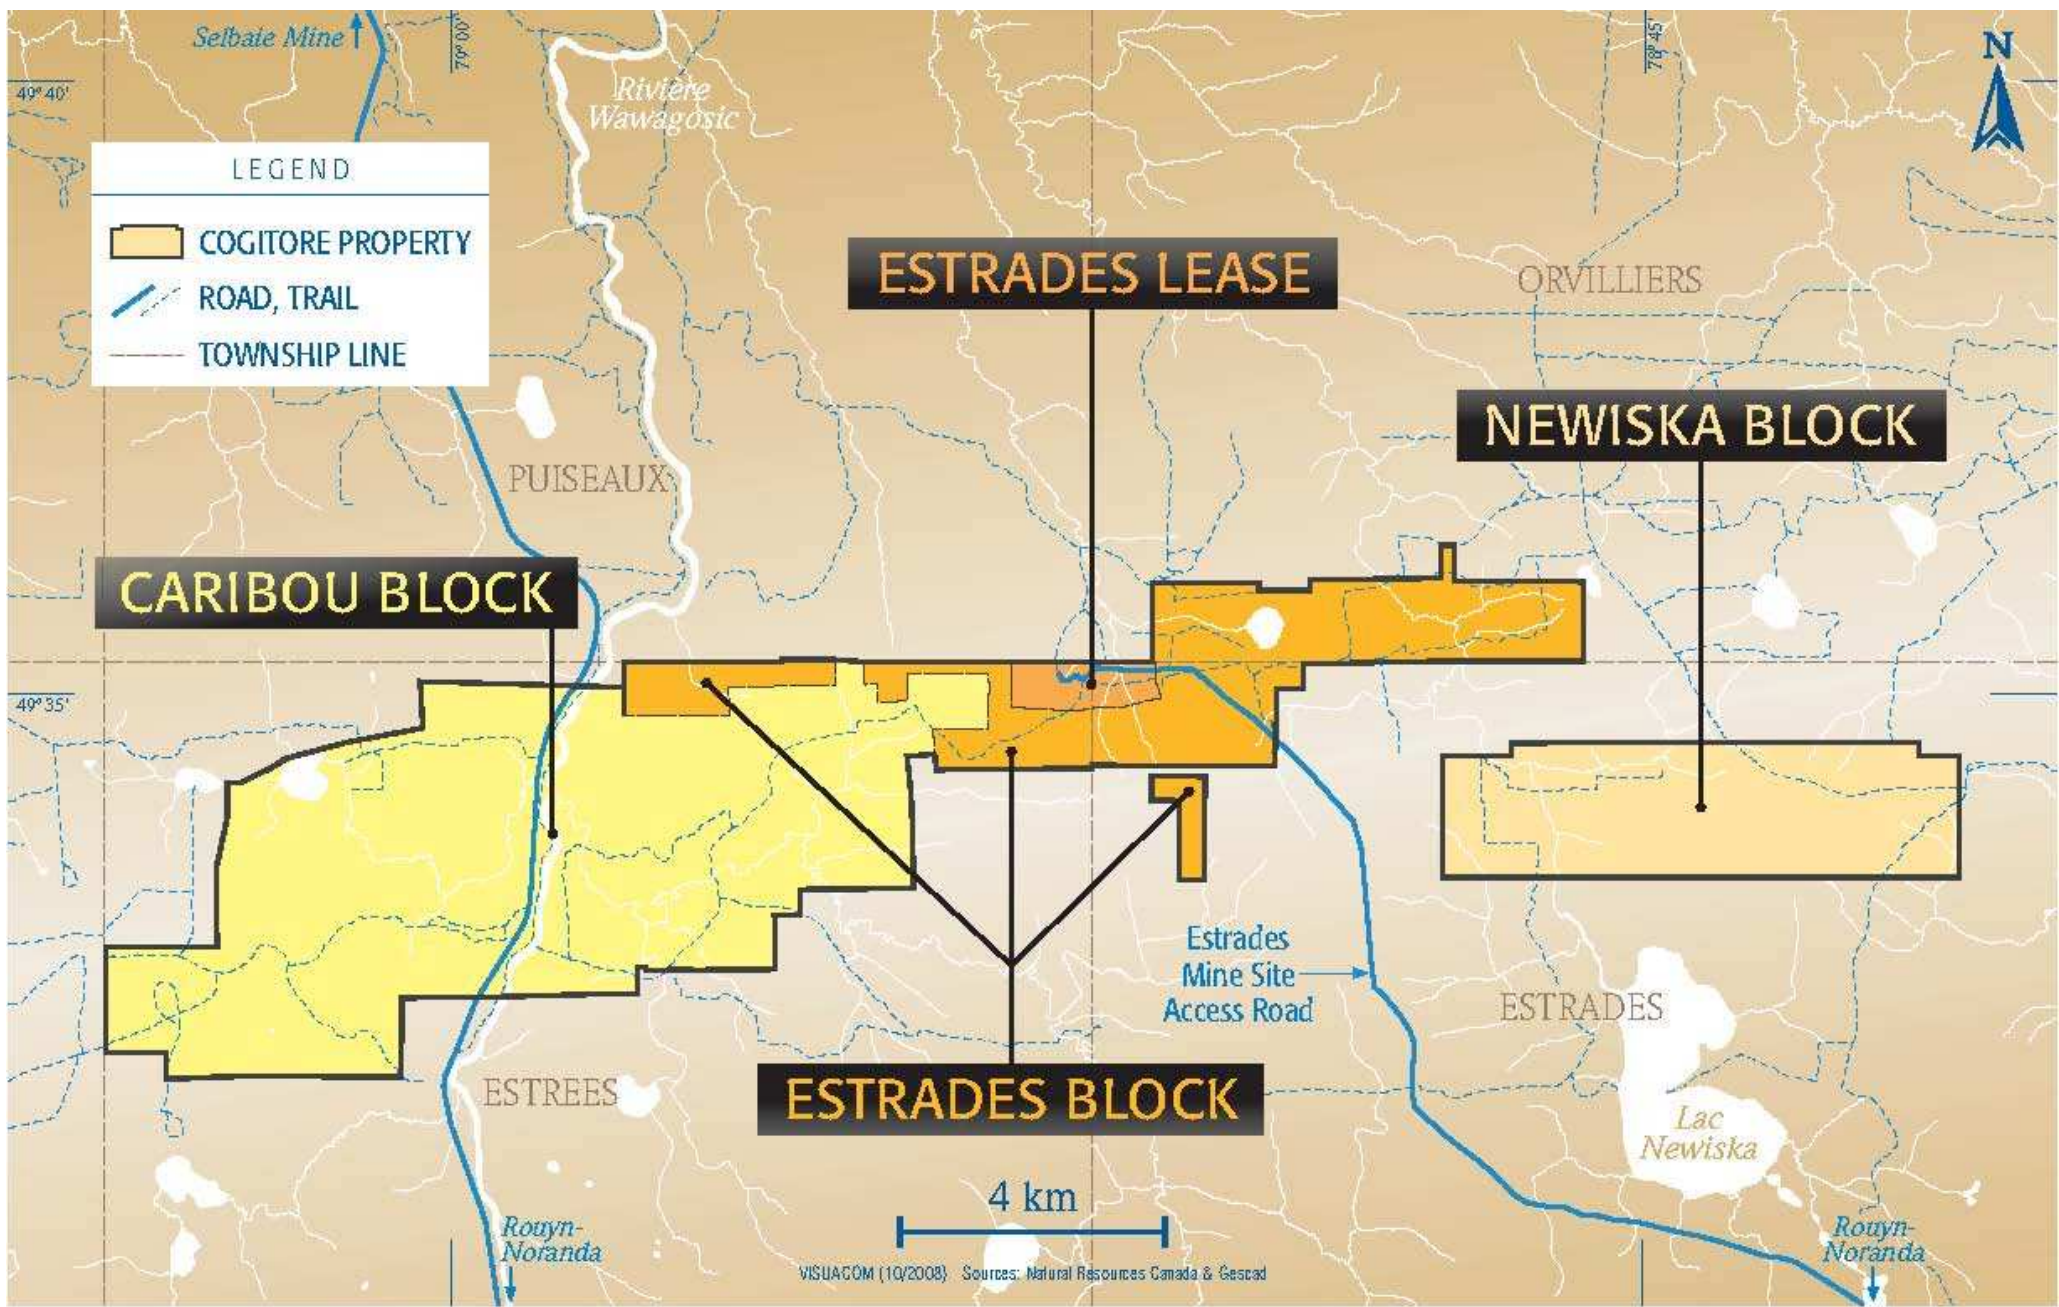 Selbaie Mine
79° 00'
78° 45'
N
49° 40'
Rivière
Wawagosic
LEGEND
COGITORE PROPERTY
ROAD, TRAIL
TOWNSHIP LINE
ESTRADES LEASE
ORVILLIERS
NEWISKA BLOCK
PUISEAUX
CARIBOU BLOCK
49° 35'
Estrades
Mine Site
Access Road
ESTRADES
ESTREES
ESTRADES BLOCK
Lac
Newiska
4 km
Rouyn-
Noranda
Rouyn-
Noranda
VISUACOM (10/2008) Sources: Natural Resources Canada & Gescad